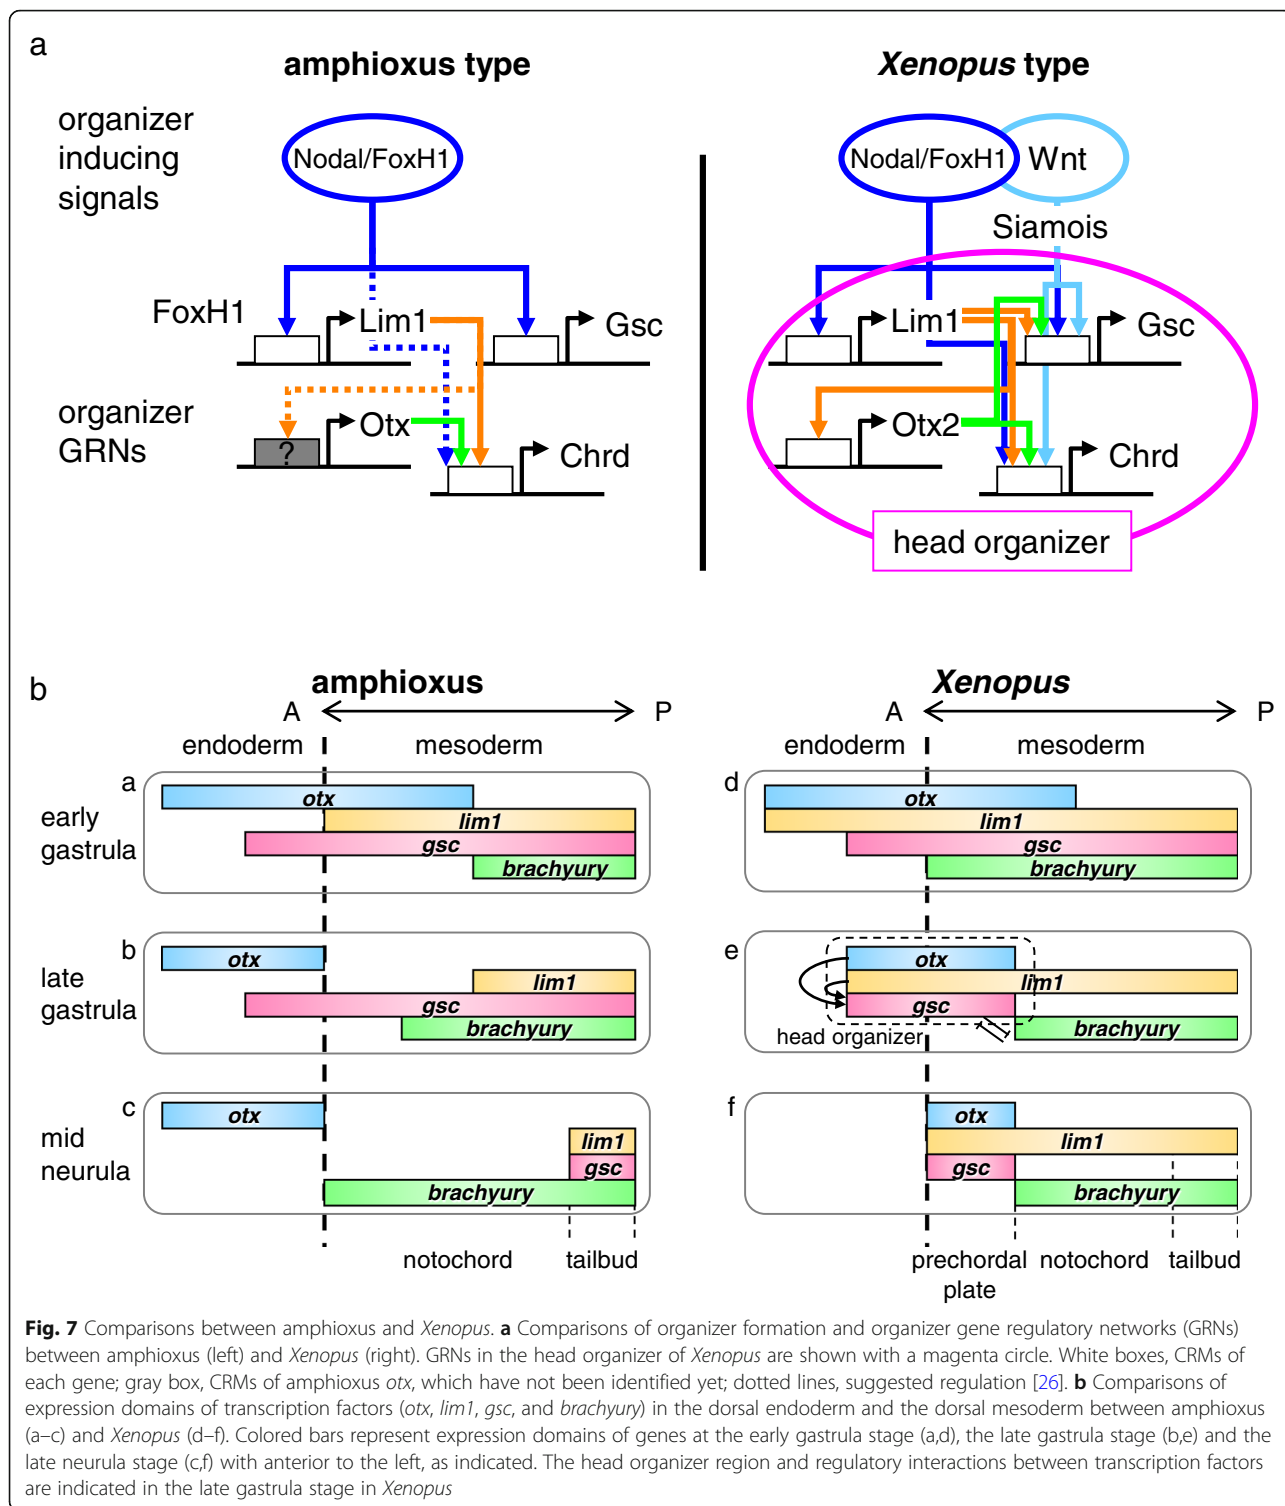 a
amphioxus type
Xenopus type
organizer
inducing
signals
Nodal/FoxH1
Nodal/FoxH1
Wnt
Siamois
FoxH1
Lim1
Gsc
Lim1
Gsc
organizer
GRNs
?
Otx
Chrd
Otx2
Chrd
head organizer
b
amphioxus
Xenopus
A
P
A
P
endoderm
mesoderm
endoderm
mesoderm
early
gastrula
a
otx
lim1
gsc
brachyury
d
otx
lim1
gsc
brachyury
late
gastrula
b
otx
lim1
gsc
brachyury
e
otx
lim1
gsc
brachyury
head organizer
mid
neurula
c
otx
lim1
gsc
brachyury
f
otx
lim1
gsc
brachyury
notochord
tailbud
prechordal
plate
notochord
tailbud
Fig. 7 Comparisons between amphioxus and Xenopus. a Comparisons of organizer formation and organizer gene regulatory networks (GRNs)
between amphioxus (left) and Xenopus (right). GRNs in the head organizer of Xenopus are shown with a magenta circle. White boxes, CRMs of
each gene; gray box, CRMs of amphioxus otx, which have not been identified yet; dotted lines, suggested regulation [26]. b Comparisons of
expression domains of transcription factors (otx, lim1, gsc, and brachyury) in the dorsal endoderm and the dorsal mesoderm between amphioxus
(a–c) and Xenopus (d–f). Colored bars represent expression domains of genes at the early gastrula stage (a,d), the late gastrula stage (b,e) and the
late neurula stage (c,f) with anterior to the left, as indicated. The head organizer region and regulatory interactions between transcription factors
are indicated in the late gastrula stage in Xenopus